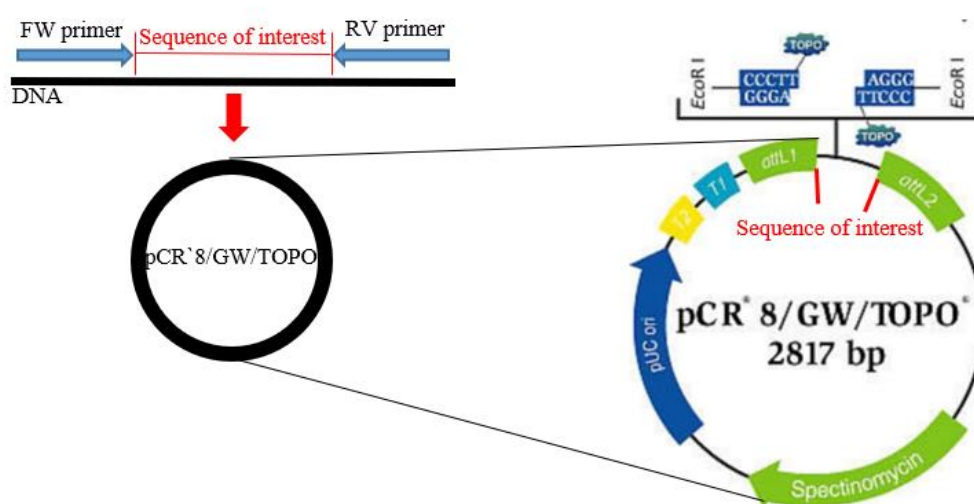 FW primer
Sequence of interest
RV primer
DNA
pCR`8/GW/TOPO
EcoR I
CCCTT
GGGA
TOPO
AGGG
TTCCC
TOPO
EcoR I
T2
T1
attL1
attL2
Sequence of interest
pUC ori
pCR® 8/GW/TOPO®
2817 bp
Spectinomycin